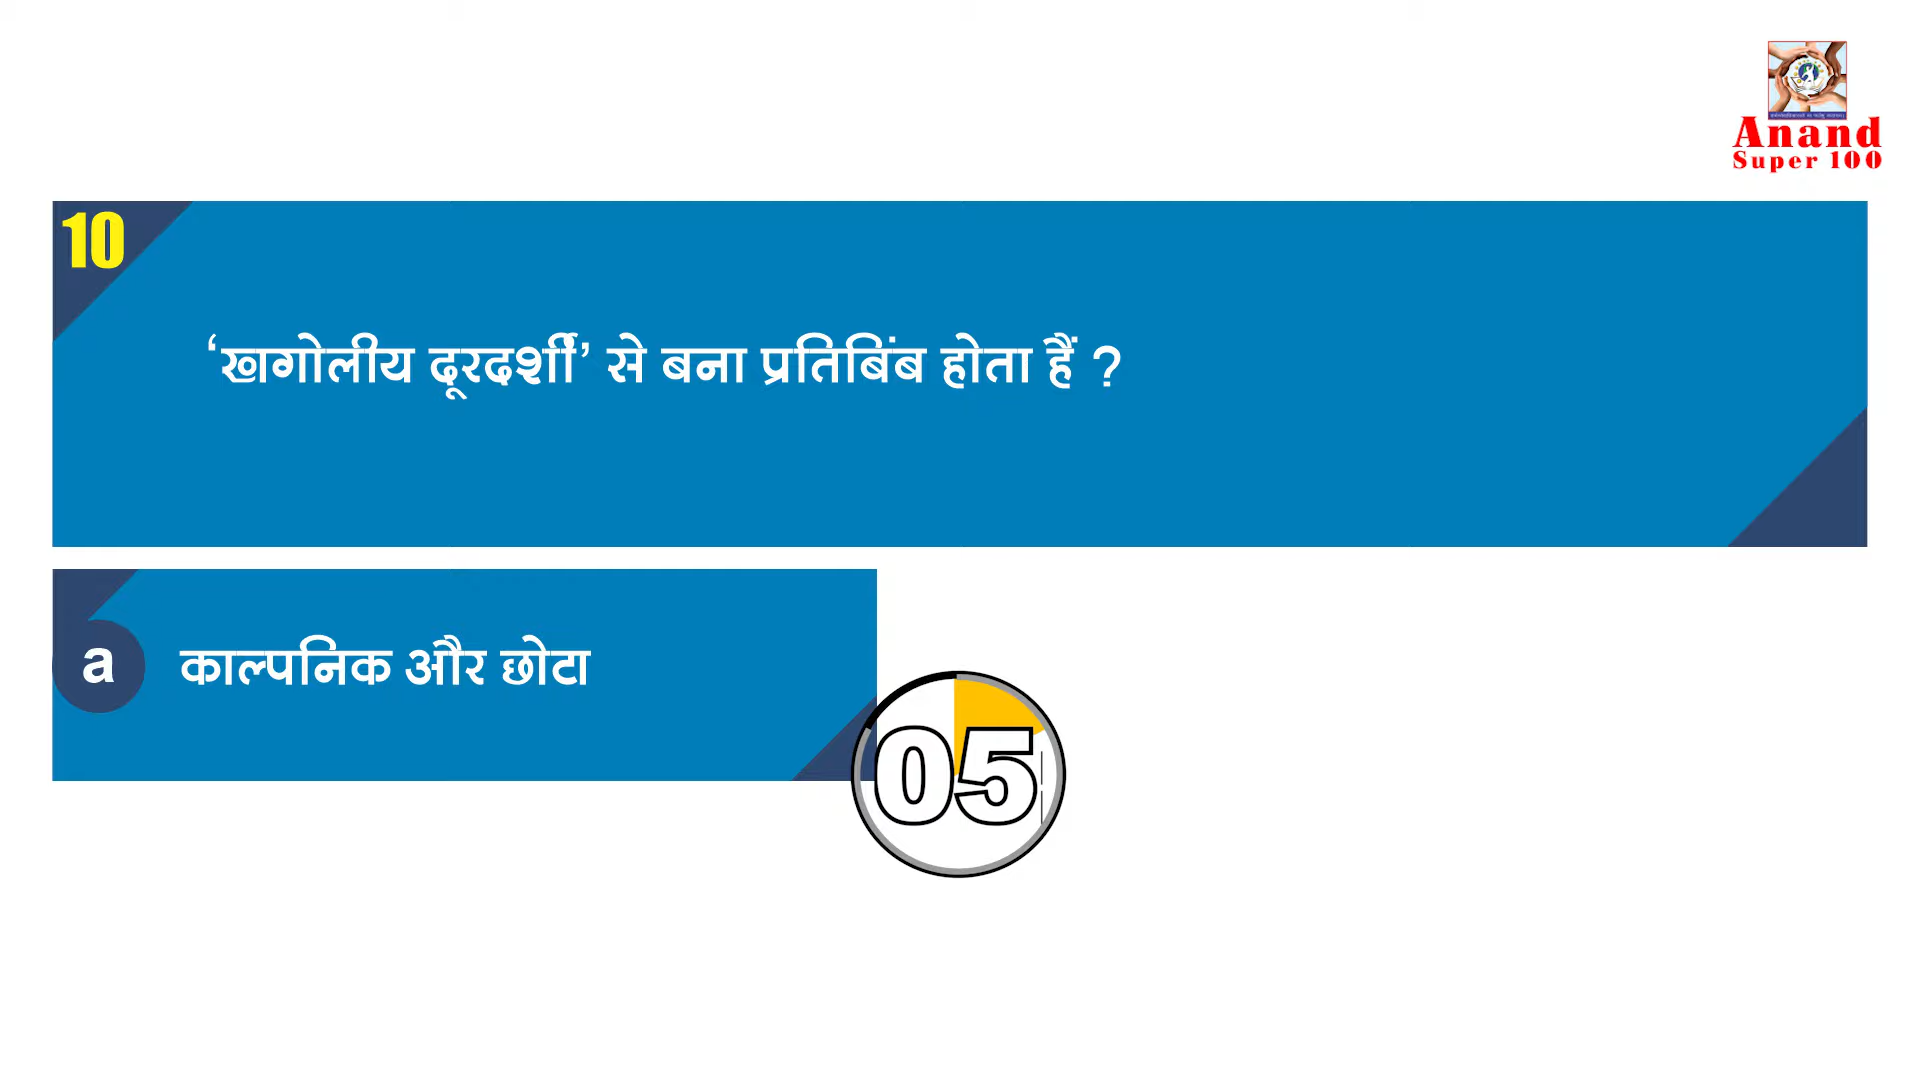 Anand
Super 100
10
‘खगोलीय दूरदर्शी’ से बना प्रतिबिंब होता हैं ?
a
काल्पनिक और छोटा
05